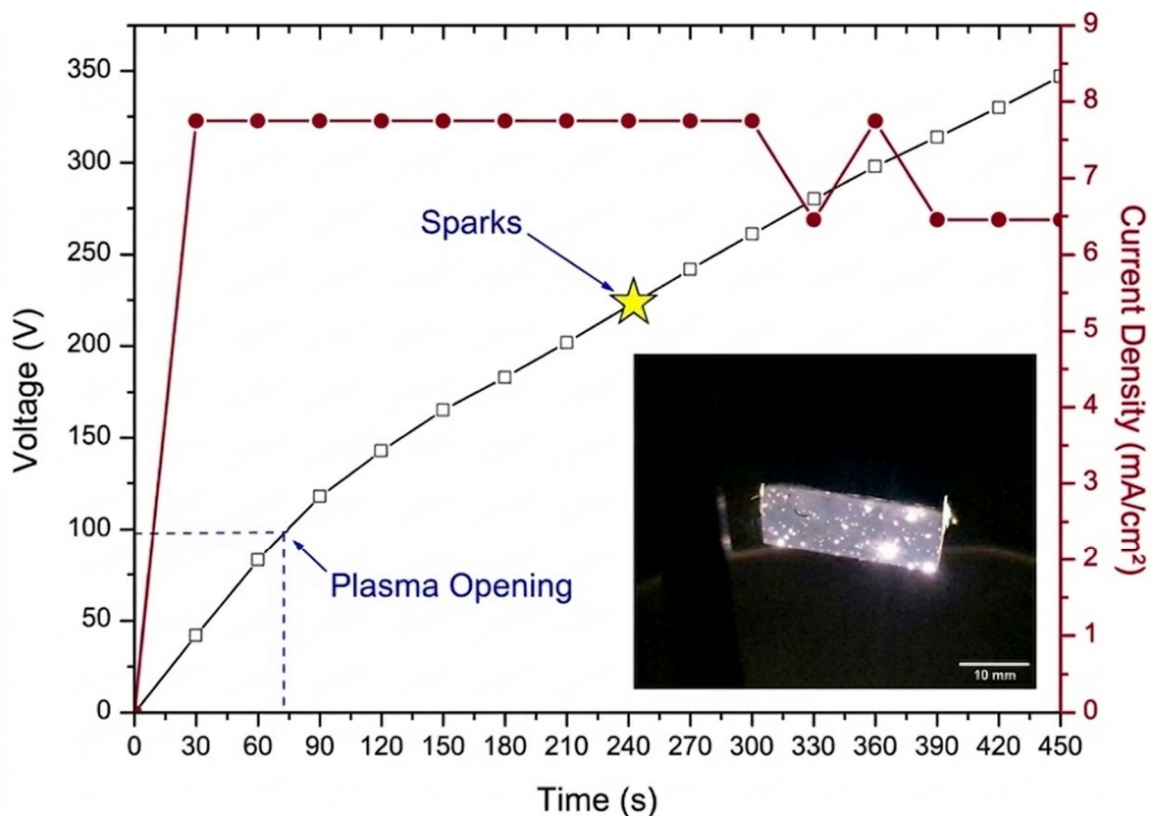 350
300
250
200
150
100
50
0
Voltage (V)
9
8
7
6
5
4
3
2
1
0
Current Density (mA/cm²)
Sparks
Plasma Opening
10 mm
0 30 60 90 120 150 180 210 240 270 300 330 360 390 420 450
Time (s)